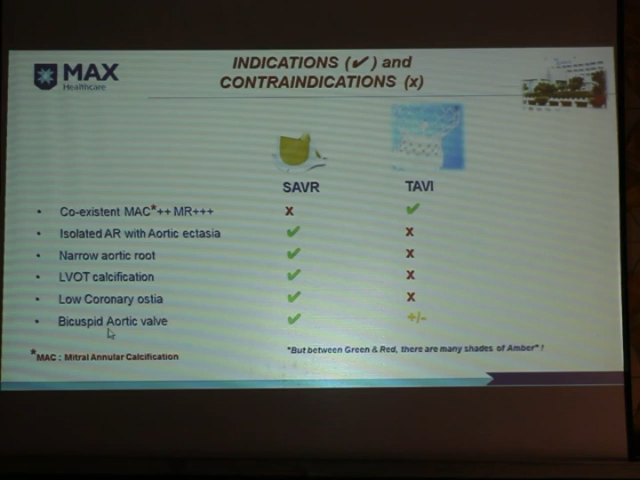 MAX
Healthcare
INDICATIONS (✔) and
CONTRAINDICATIONS (x)
SAVR TAVI
• Co-existent MAC*++ MR+++ x ✔
• Isolated AR with Aortic ectasia ✔ x
• Narrow aortic root ✔ x
• LVOT calcification ✔ x
• Low Coronary ostia ✔ x
• Bicuspid Aortic valve ✔ +/-
*MAC : Mitral Annular Calcification
"But between Green & Red, there are many shades of Amber" !